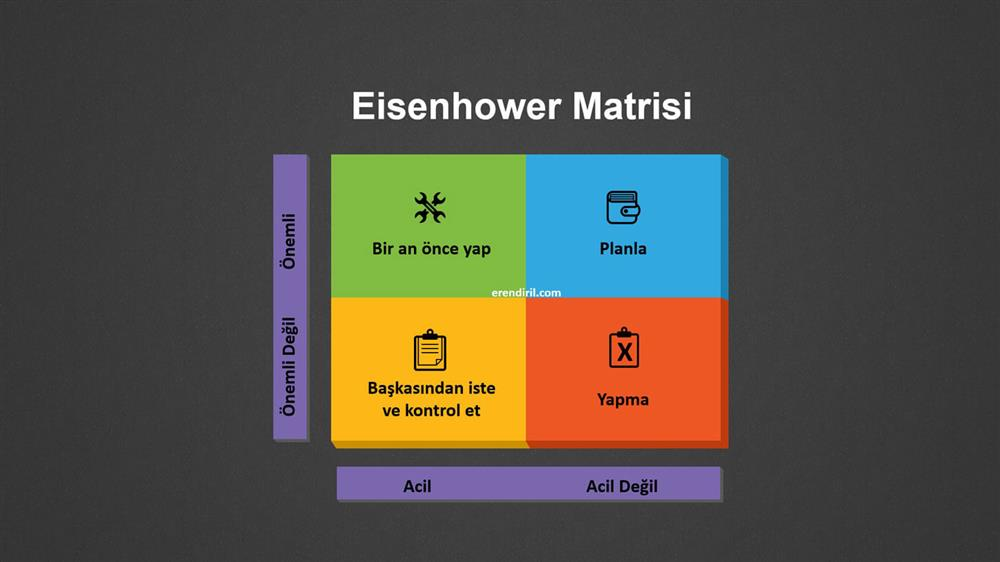 Eisenhower Matrisi
Önemli
Bir an önce yap
Planla
erendiril.com
Önemli Değil
Başkasından iste
ve kontrol et
X
Yapma
Acil
Acil Değil